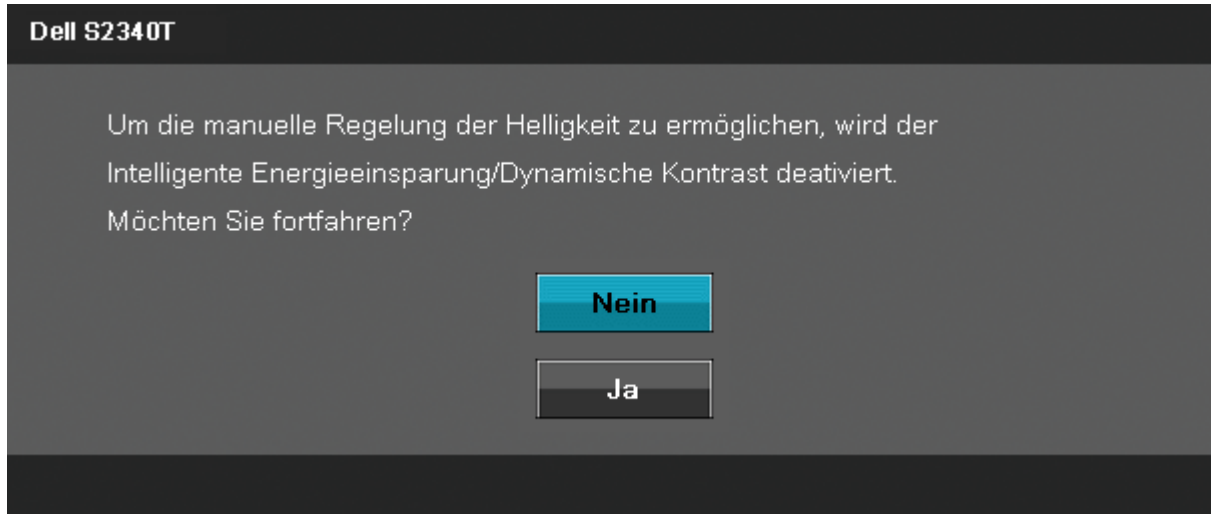 Dell S2340T
Um die manuelle Regelung der Helligkeit zu ermöglichen, wird der
Intelligente Energieeinsparung/Dynamische Kontrast deativiert.
Möchten Sie fortfahren?
Nein
Ja